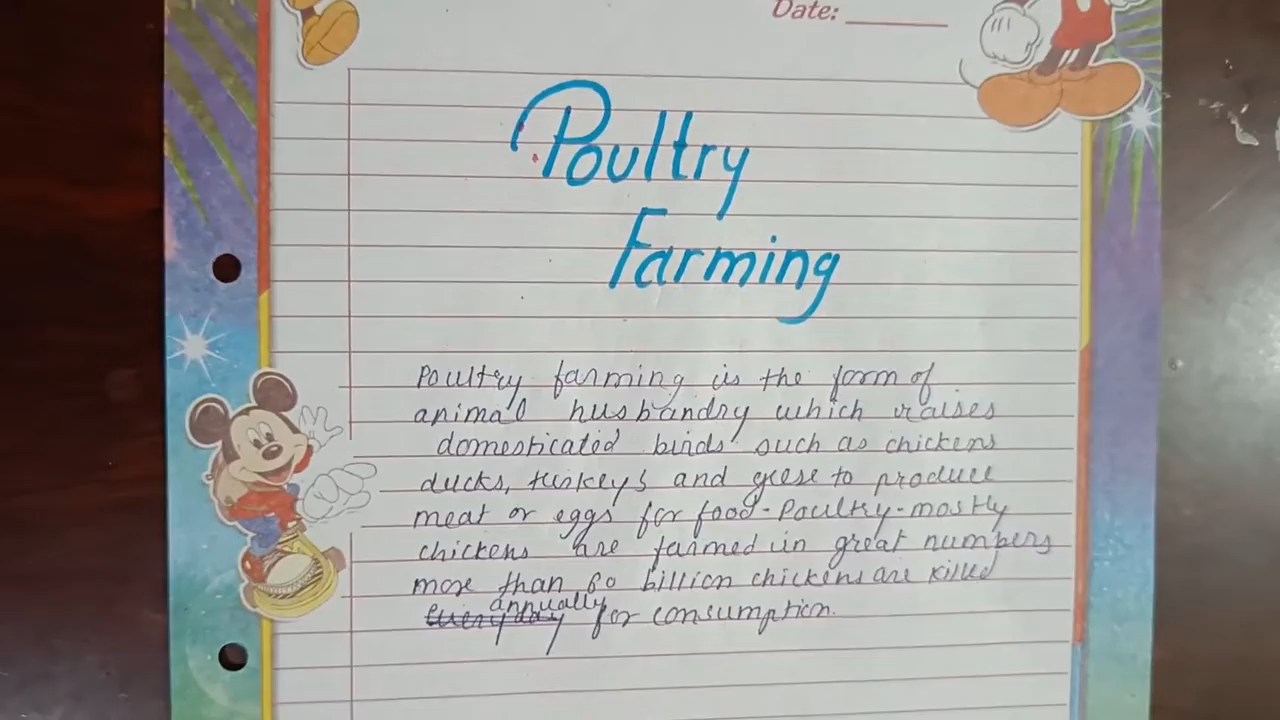 Date:
Poultry
Farming
Poultry farming is the form of
animal husbandry which raises
domesticated birds such as chickens
ducks, turkeys and geese to produce
meat or eggs for food - Poultry - mostly
chickens are farmed in great numbers
more than 60 billion chickens are killed
annually
everyday for consumption.